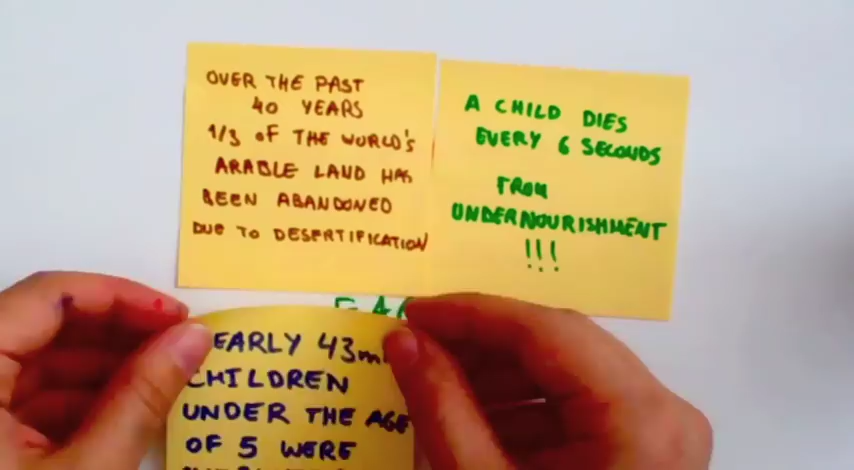 OVER THE PAST
40 YEARS
1/3 OF THE WORLD'S
ARABLE LAND HAS
BEEN ABANDONED
DUE TO DESERTIFICATION
A CHILD DIES
EVERY 6 SECONDS
FROM
UNDERNOURISHMENT
!!!
EARLY 43m
CHILDREN
UNDER THE AGE
OF 5 WERE